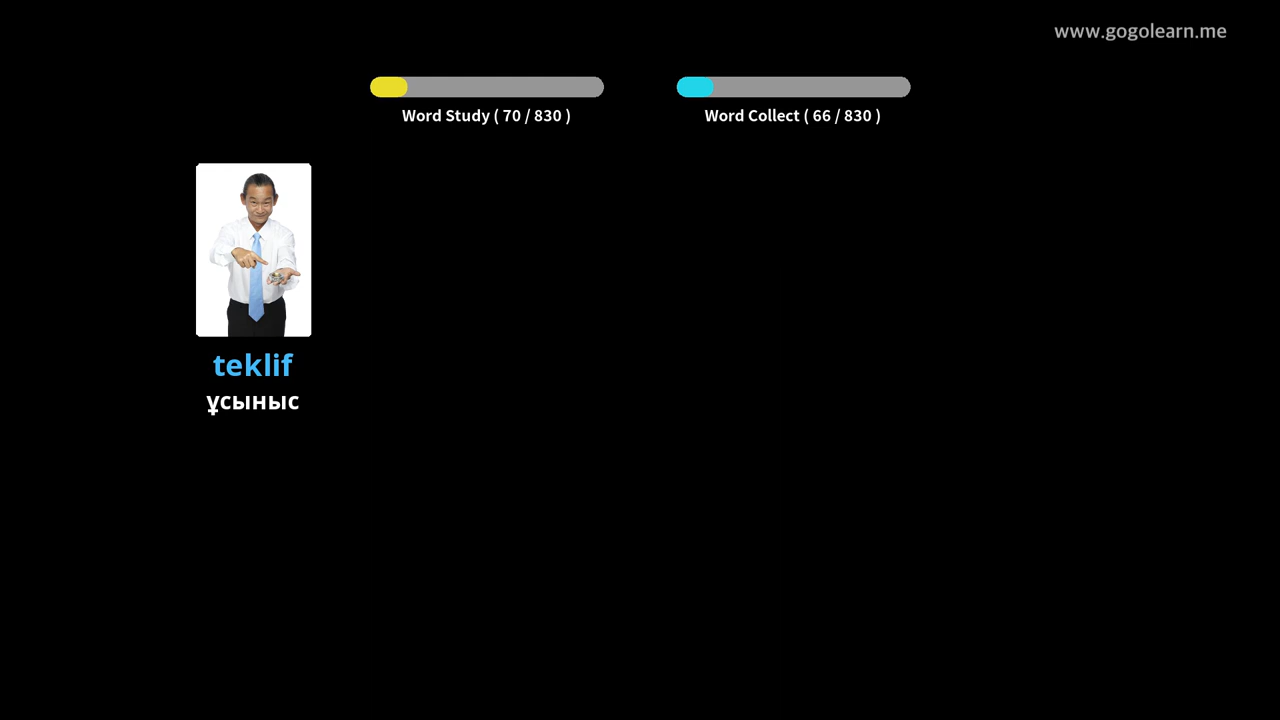 www.gogolearn.me
Word Study ( 70 / 830 )
Word Collect ( 66 / 830 )
teklif
ұсыныс